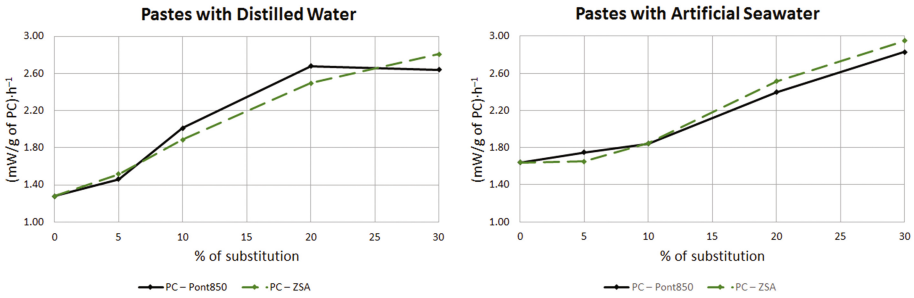 Pastes with Distilled Water
(mW/g of PC)·h⁻¹
3.00
2.60
2.20
1.80
1.40
1.00
0 5 10 15 20 25 30
% of substitution
PC – Pont850 PC – ZSA
Pastes with Artificial Seawater
(mW/g of PC)·h⁻¹
3.00
2.60
2.20
1.80
1.40
1.00
0 5 10 15 20 25 30
% of substitution
PC – Pont850 PC – ZSA